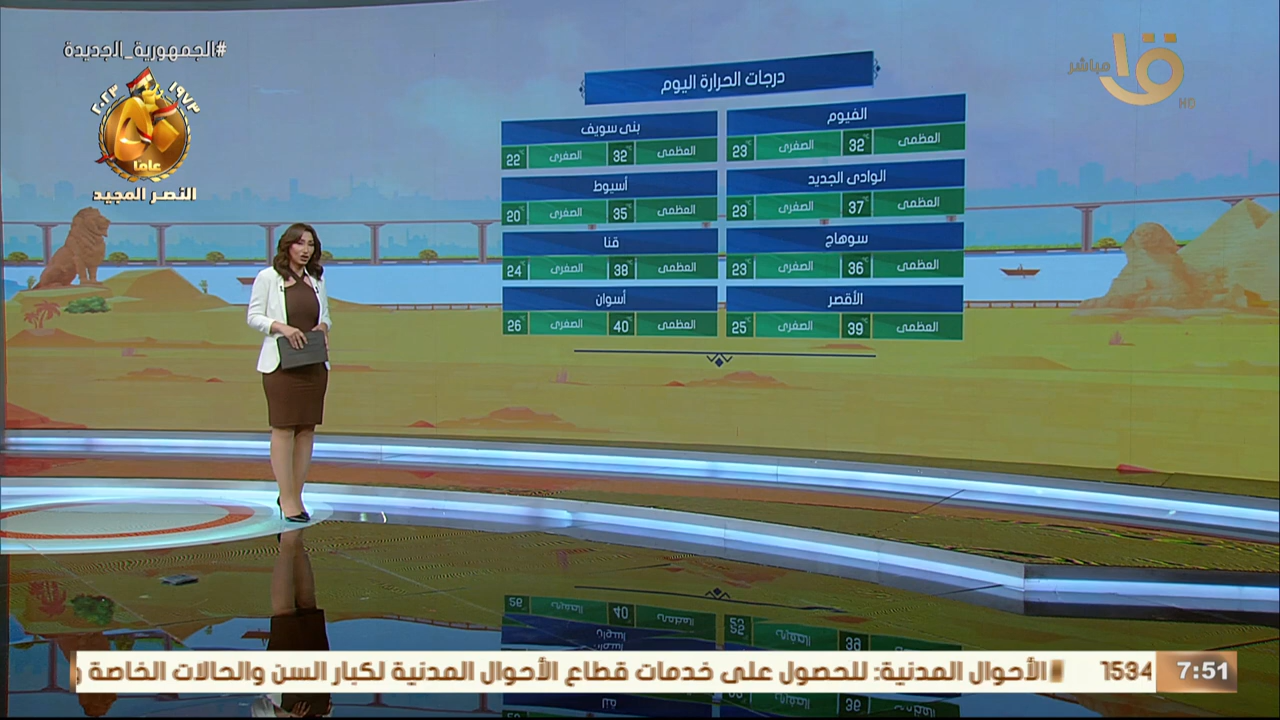 #الجمهورية_الجديدة
١٩٧٣ ٢٠٢٣
٥٠
عامًا
النصر المجيد
مباشر
HD
درجات الحرارة اليوم
الفيوم
العظمى 32°c الصغرى 23°c
بنى سويف
العظمى 32°c الصغرى 22°c
الوادى الجديد
العظمى 37°c الصغرى 23°c
أسيوط
العظمى 35°c الصغرى 20°c
سوهاج
العظمى 36°c الصغرى 23°c
قنا
العظمى 38°c الصغرى 24°c
الأقصر
العظمى 39°c الصغرى 25°c
أسوان
العظمى 40°c الصغرى 26°c
7:51
1534 الأحوال المدنية: للحصول على خدمات قطاع الأحوال المدنية لكبار السن والحالات الخاصة و